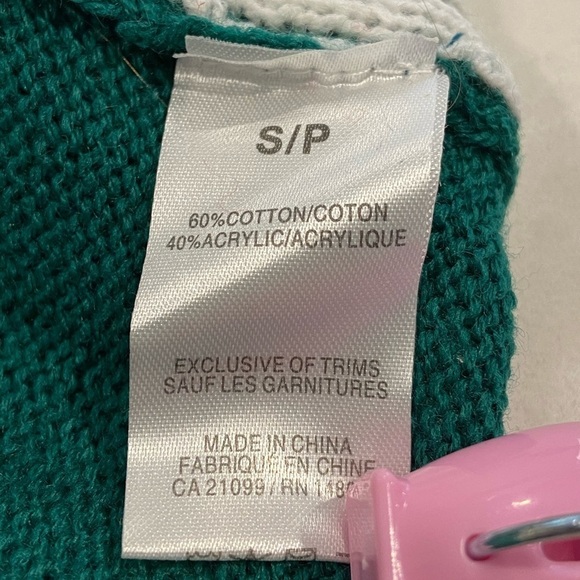 S/P
60%COTTON/COTON
40%ACRYLIC/ACRYLIQUE
EXCLUSIVE OF TRIMS
SAUF LES GARNITURES
MADE IN CHINA
FABRIQUE EN CHINE
CA 21099 / RN